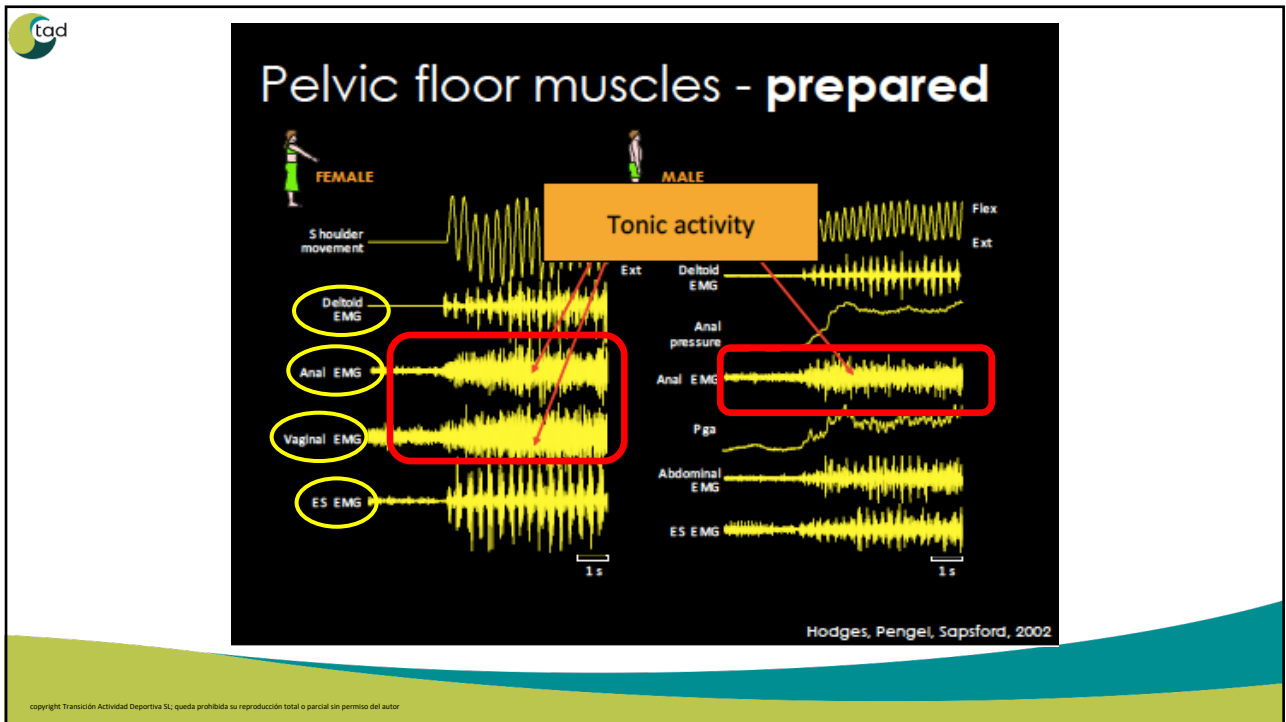 tad
Pelvic floor muscles - prepared
FEMALE
MALE
Tonic activity
Shoulder
movement
Ext
Deltoid
EMG
Anal EMG
Vaginal EMG
ES EMG
1 s
Flex
Ext
Deltoid
EMG
Anal
pressure
Anal EMG
Pga
Abdominal
EMG
ES EMG
1 s
Hodges, Pengel, Sapsford, 2002
copyright Transición Actividad Deportiva SL; queda prohibida su reproducción total o parcial sin permiso del autor